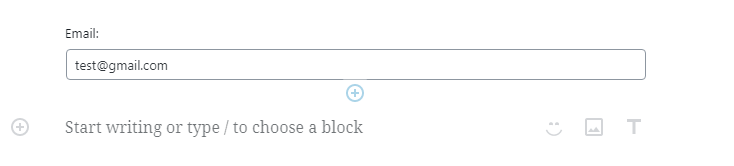 Email:
test@gmail.com
Start writing or type / to choose a block